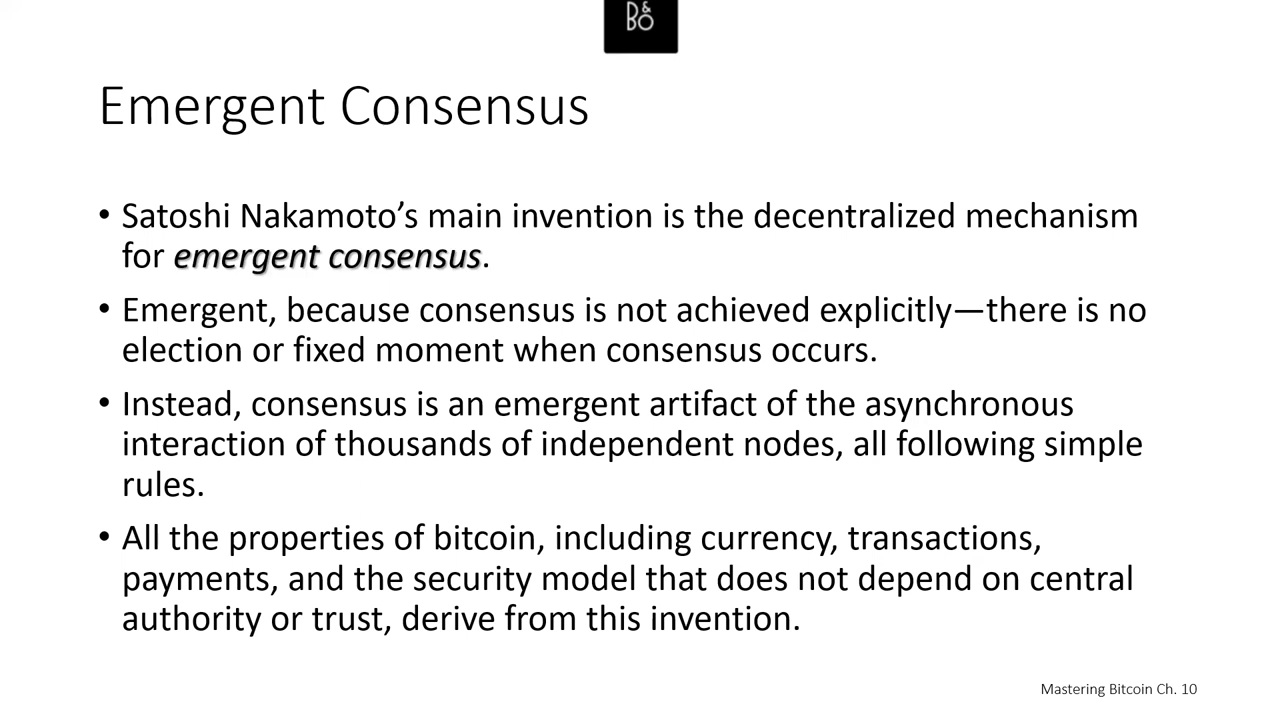 B&O
Emergent Consensus
• Satoshi Nakamoto’s main invention is the decentralized mechanism
for emergent consensus.
• Emergent, because consensus is not achieved explicitly—there is no
election or fixed moment when consensus occurs.
• Instead, consensus is an emergent artifact of the asynchronous
interaction of thousands of independent nodes, all following simple
rules.
• All the properties of bitcoin, including currency, transactions,
payments, and the security model that does not depend on central
authority or trust, derive from this invention.
Mastering Bitcoin Ch. 10